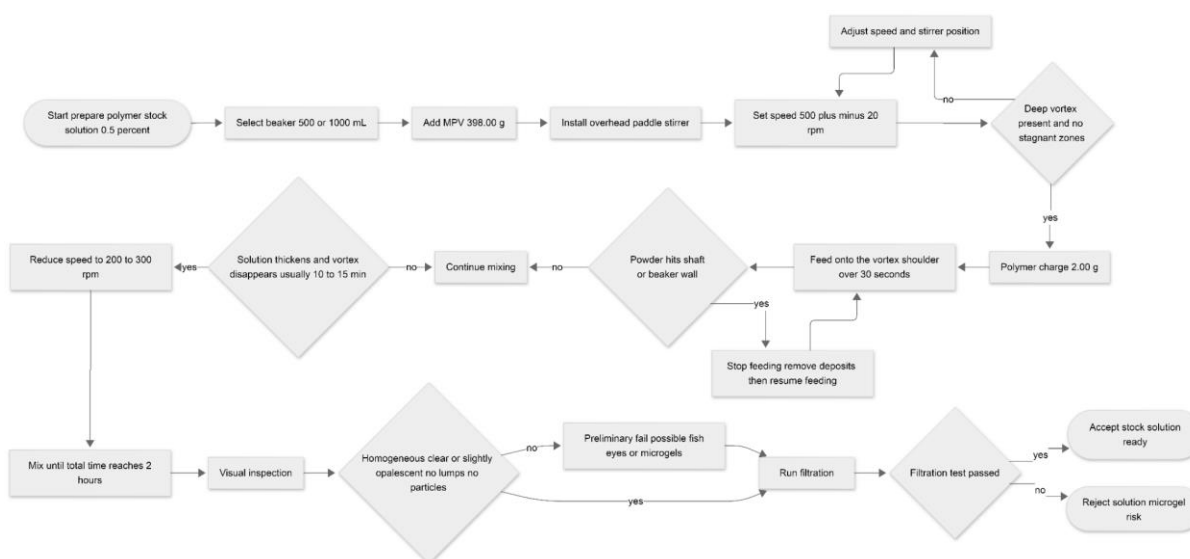 Adjust speed and stirrer position
Start prepare polymer stock
solution 0.5 percent
Select beaker 500 or 1000 mL
Add MPV 398.00 g
Install overhead paddle stirrer
Set speed 500 plus minus 20
rpm
no
Deep vortex
present and no
stagnant zones
yes
Polymer charge 2.00 g
Feed onto the vortex shoulder
over 30 seconds
Powder hits shaft
or beaker wall
no
yes
Stop feeding remove deposits
then resume feeding
Continue mixing
no
Solution thickens and vortex
disappears usually 10 to 15 min
yes
Reduce speed to 200 to 300
rpm
Mix until total time reaches 2
hours
Visual inspection
Homogeneous clear or slightly
opalescent no lumps no
particles
no
Preliminary fail possible fish
eyes or microgels
yes
Run filtration
Filtration test passed
yes
Accept stock solution
ready
no
Reject solution microgel
risk